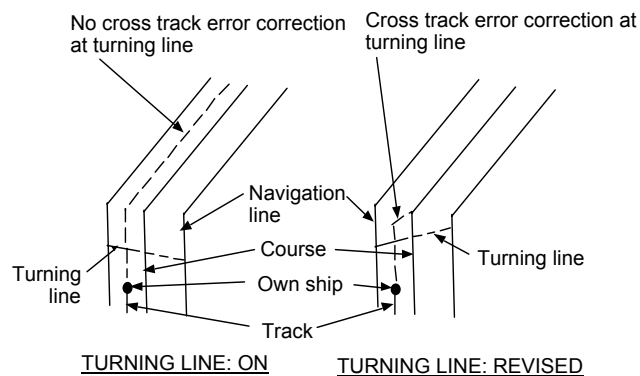 No cross track error correction
at turning line
Cross track error correction at
turning line
Navigation
line
Course
Turning
line
Turning line
Own ship
Track
TURNING LINE: ON
TURNING LINE: REVISED